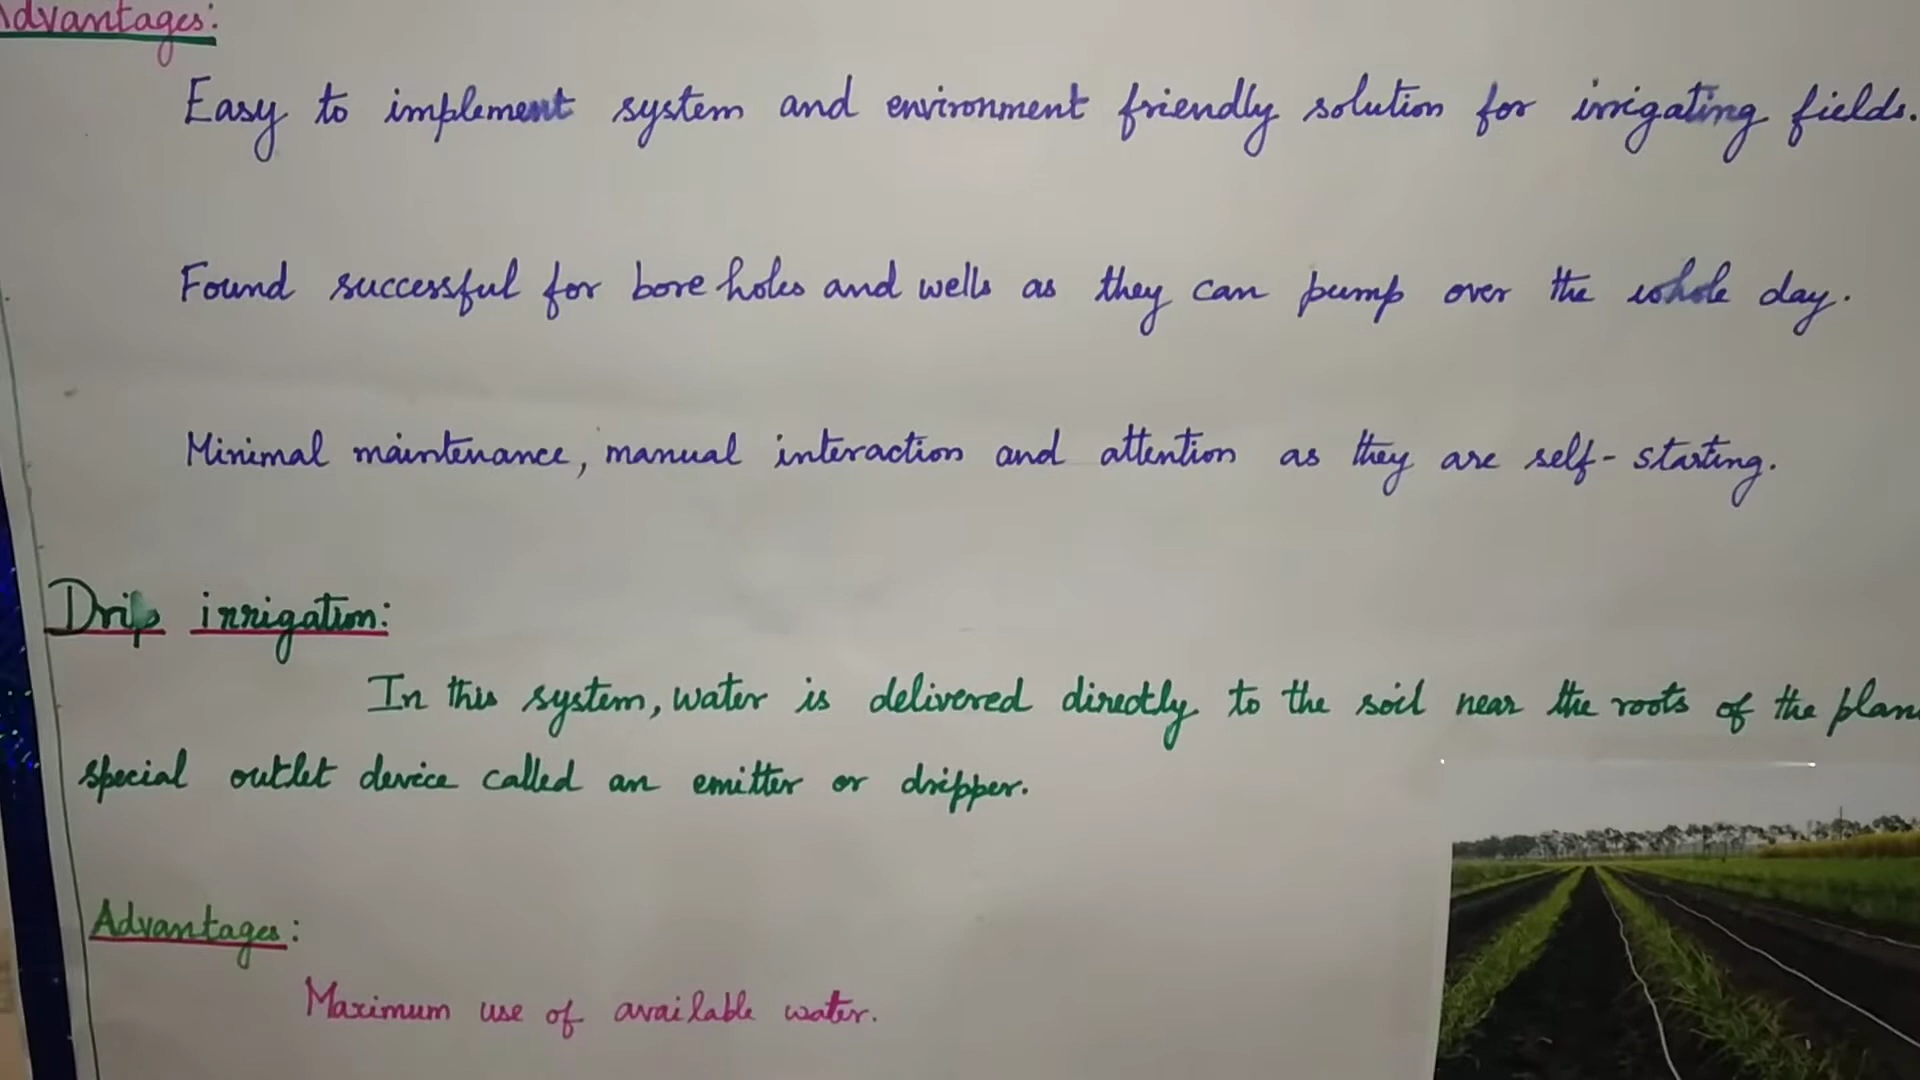 Advantages:
Easy to implement system and environment friendly solution for irrigating fields.
Found successful for bore holes and wells as they can pump over the whole day.
Minimal maintenance, manual interaction and attention as they are self-starting.
Drip irrigation:
In this system, water is delivered directly to the soil near the roots of the plan
special outlet device called an emitter or dripper.
Advantages:
Maximum use of available water.